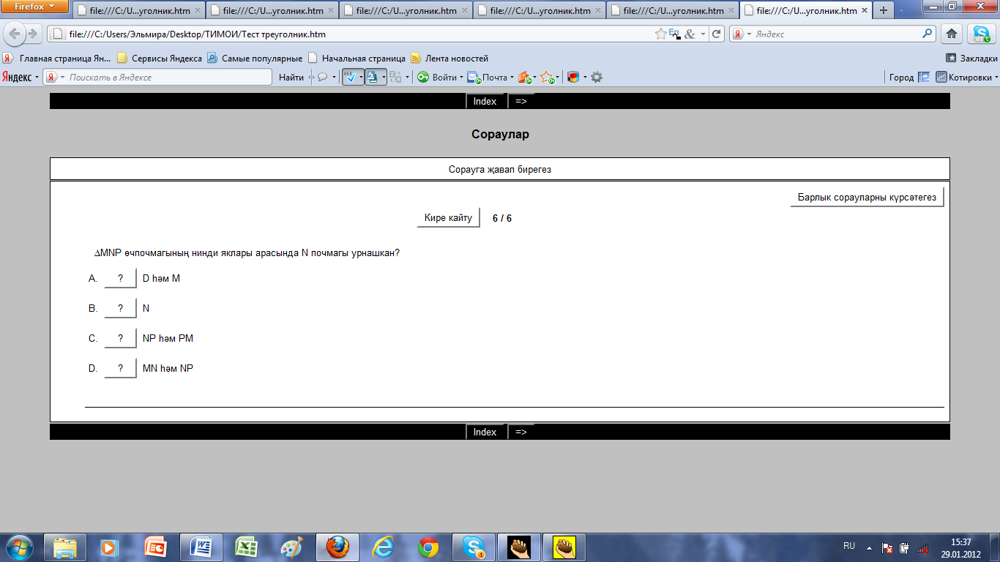 Firefox
file:///C:/U...уголник.htm
file:///C:/U...уголник.htm
file:///C:/U...уголник.htm
file:///C:/U...уголник.htm
file:///C:/U...уголник.htm
file:///C:/U...уголник.htm
file:///C:/Users/Эльмира/Desktop/ТИМОИ/Тест треуголник.htm
Яндекс
Главная страница Ян... Сервисы Яндекса Самые популярные Начальная страница Лента новостей Закладки
Яндекс Поискать в Яндексе Найти Войти Почта Город Котировки
Index =>
Сораулар
Сорауга җавап бирегез
Барлык сорауларны күрсәтегез
Кире кайту 6 / 6
∆MNP өчпочмагының нинди яклары арасында N почмагы урнашкан?
A. ? D һәм M
B. ? N
C. ? NP һәм PM
D. ? MN һәм NP
Index =>
RU 15:37
29.01.2012